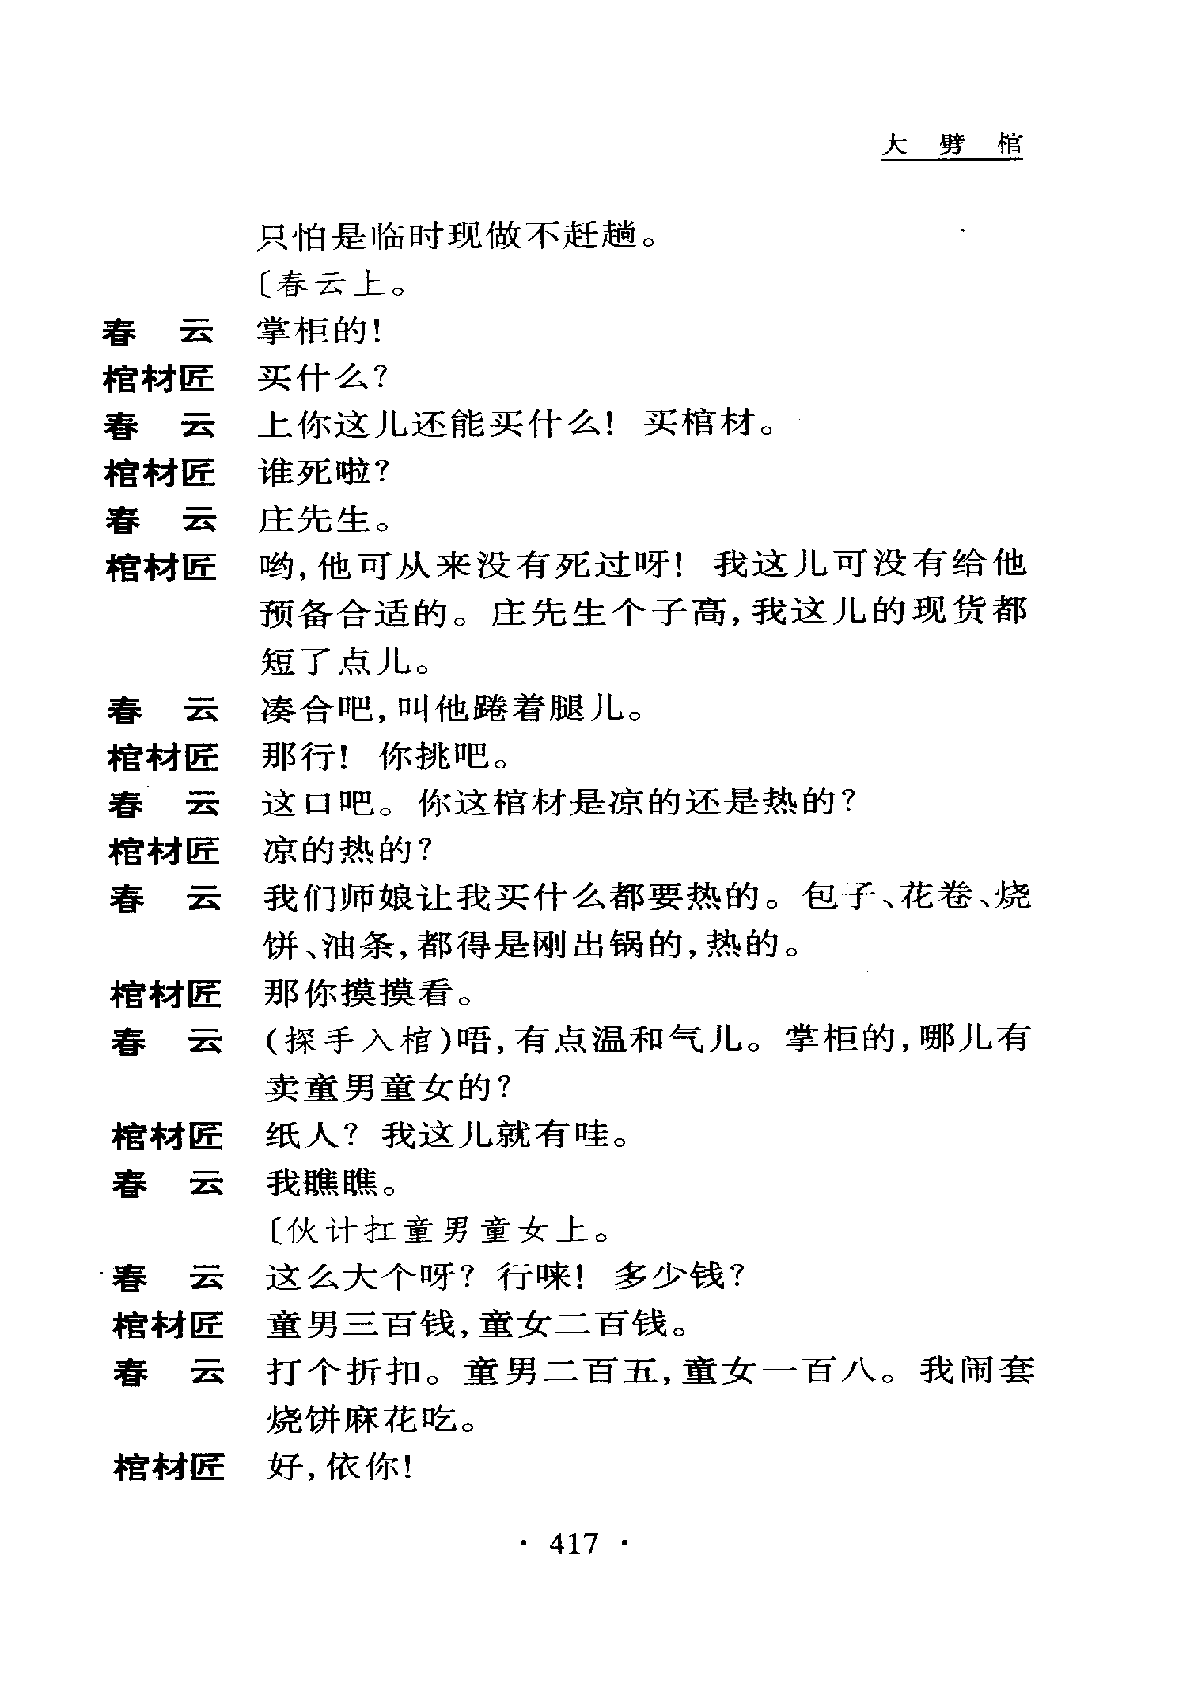 大劈棺
只怕是临时现做不赶趟。
〔春云上。
春　云　掌柜的！
棺材匠　买什么？
春　云　上你这儿还能买什么！买棺材。
棺材匠　谁死啦？
春　云　庄先生。
棺材匠　哟，他可从来没有死过呀！我这儿可没有给他
预备合适的。庄先生个子高，我这儿的现货都
短了点儿。
春　云　凑合吧，叫他踡着腿儿。
棺材匠　那行！你挑吧。
春　云　这口吧。你这棺材是凉的还是热的？
棺材匠　凉的热的？
春　云　我们师娘让我买什么都要热的。包子、花卷、烧
饼、油条，都得是刚出锅的，热的。
棺材匠　那你摸摸看。
春　云　（探手入棺）唔，有点温和气儿。掌柜的，哪儿有
卖童男童女的？
棺材匠　纸人？我这儿就有哇。
春　云　我瞧瞧。
〔伙计扛童男童女上。
春　云　这么大个呀？行唻！多少钱？
棺材匠　童男三百钱，童女二百钱。
春　云　打个折扣。童男二百五，童女一百八。我闹套
烧饼麻花吃。
棺材匠　好，依你！
· 417 ·